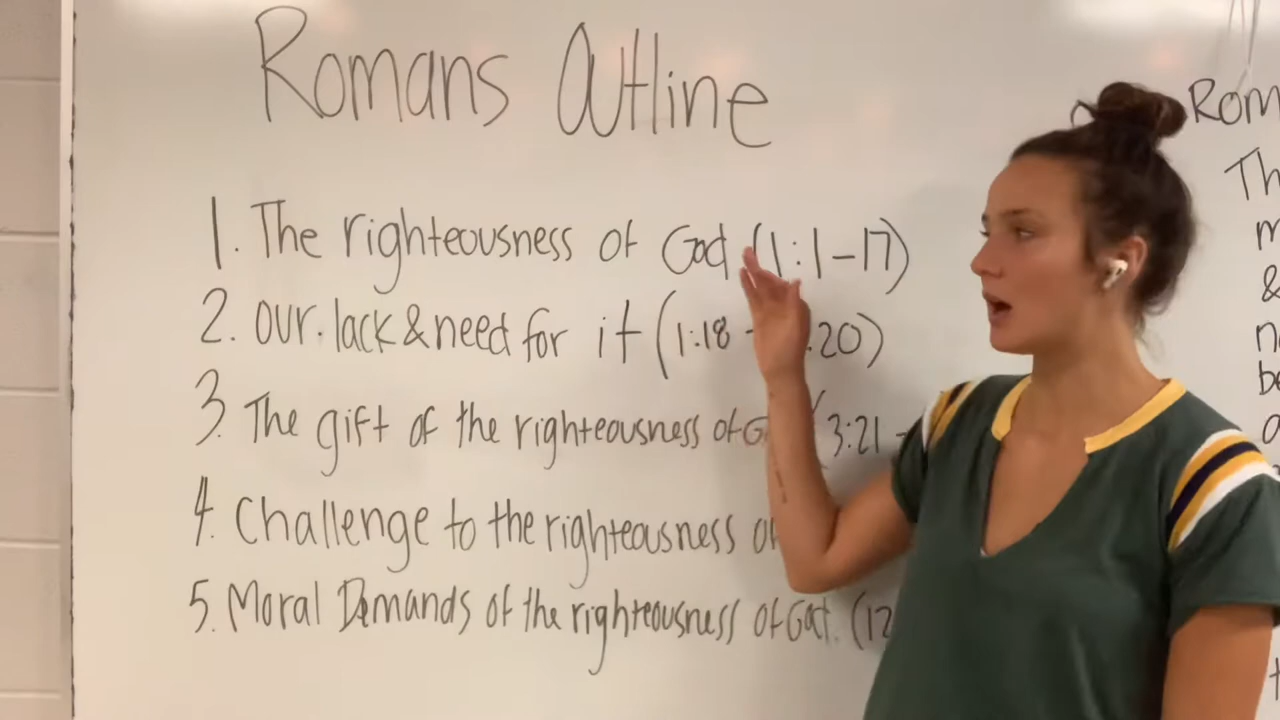 Romans Outline
1. The righteousness of God (1:1-17)
2. our lack & need for it (1:18 - 20)
3. The gift of the righteousness of G (3:21 -
4. Challenge to the righteousness of
5. Moral Demands of the righteousness of God. (12
Rom
Th
m
&
n
be